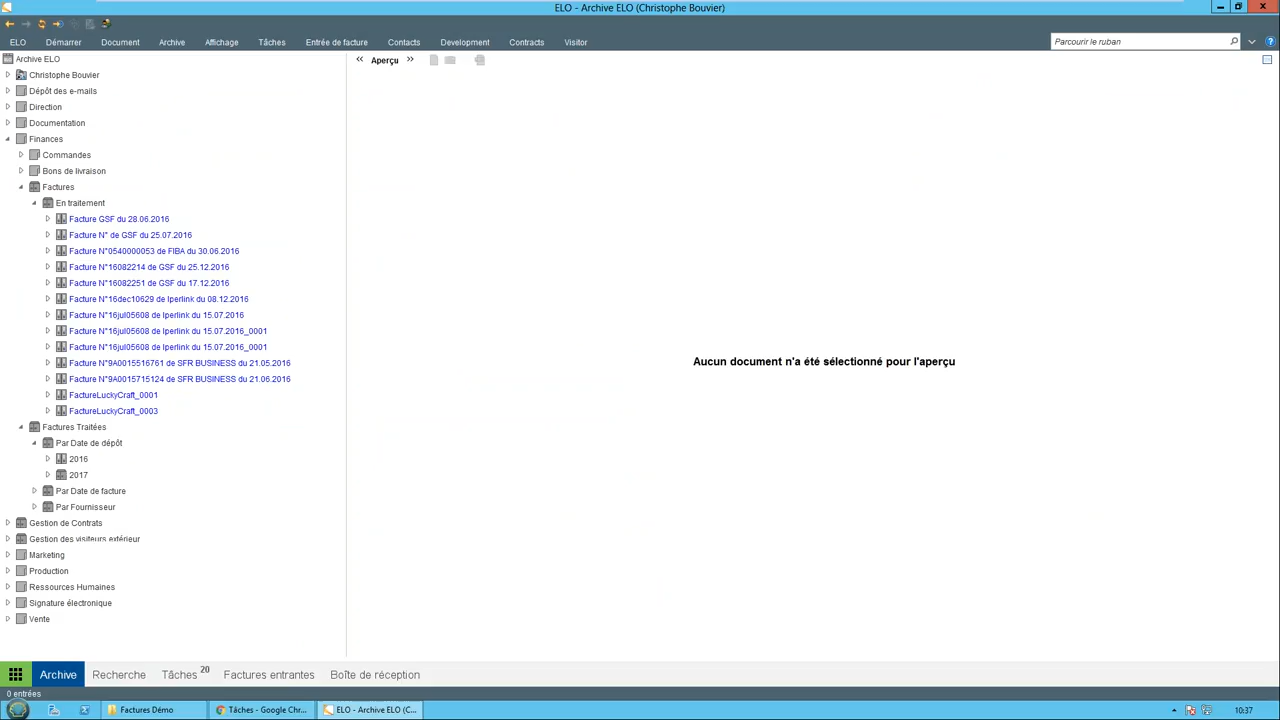 ELO - Archive ELO (Christophe Bouvier)
ELO Démarrer Document Archive Affichage Tâches Entrée de facture Contacts Development Contracts Visitor Parcourir le ruban
Archive ELO
« Aperçu »
Christophe Bouvier
Dépôt des e-mails
Direction
Documentation
Finances
Commandes
Bons de livraison
Factures
En traitement
Facture GSF du 28.06.2016
Facture N° de GSF du 25.07.2016
Facture N°0540000053 de FIBA du 30.06.2016
Facture N°16082214 de GSF du 25.12.2016
Facture N°16082251 de GSF du 17.12.2016
Facture N°16dec10629 de Iperlink du 08.12.2016
Facture N°16jul05608 de Iperlink du 15.07.2016
Facture N°16jul05608 de Iperlink du 15.07.2016_0001
Facture N°16jul05608 de Iperlink du 15.07.2016_0001
Facture N°9A0015516761 de SFR BUSINESS du 21.05.2016
Facture N°9A0015715124 de SFR BUSINESS du 21.06.2016
FactureLuckyCraft_0001
FactureLuckyCraft_0003
Factures Traitées
Par Date de dépôt
2016
2017
Par Date de facture
Par Fournisseur
Gestion de Contrats
Gestion des visiteurs extérieur
Marketing
Production
Ressources Humaines
Signature électronique
Vente
Aucun document n'a été sélectionné pour l'aperçu
Archive Recherche Tâches 20 Factures entrantes Boîte de réception
0 entrées
Factures Démo Tâches - Google Chr... ELO - Archive ELO (C... 10:37